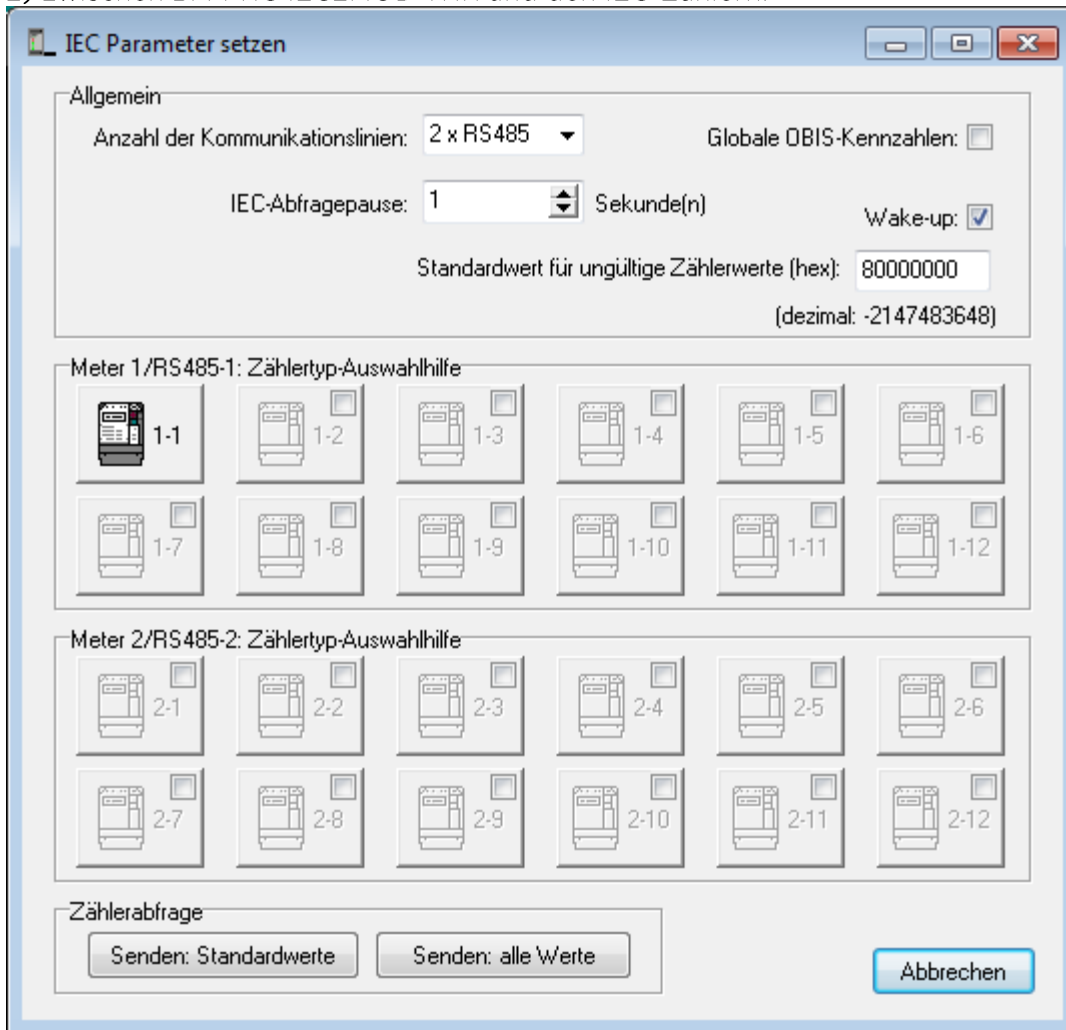 IEC Parameter setzen
Allgemein
Anzahl der Kommunikationslinien: 2 x RS485 Globale OBIS-Kennzahlen:
IEC-Abfragepause: 1 Sekunde(n)
Wake-up:
Standardwert für ungültige Zählerwerte (hex): 80000000
(dezimal: -2147483648)
Meter 1/RS485-1: Zählertyp-Auswahlhilfe
1-1 1-2 1-3 1-4 1-5 1-6
1-7 1-8 1-9 1-10 1-11 1-12
Meter 2/RS485-2: Zählertyp-Auswahlhilfe
2-1 2-2 2-3 2-4 2-5 2-6
2-7 2-8 2-9 2-10 2-11 2-12
Zählerabfrage
Senden: Standardwerte Senden: alle Werte
Abbrechen